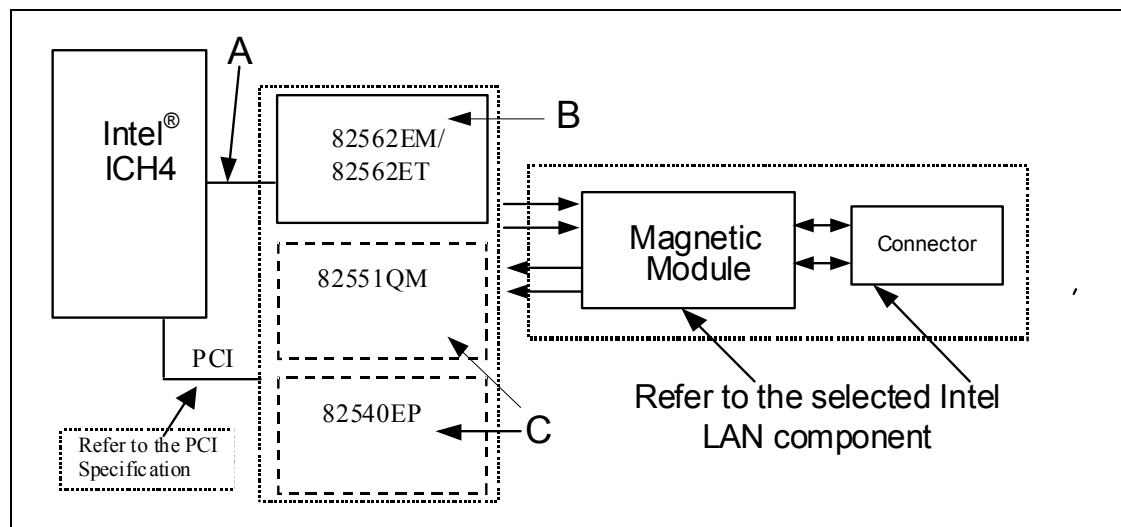 A
Intel®
ICH4
82562EM/
82562ET
B
Magnetic
Module
Connector
82551QM
,
PCI
82540EP
C
Refer to the selected Intel
LAN component
Refer to the PCI
Specification